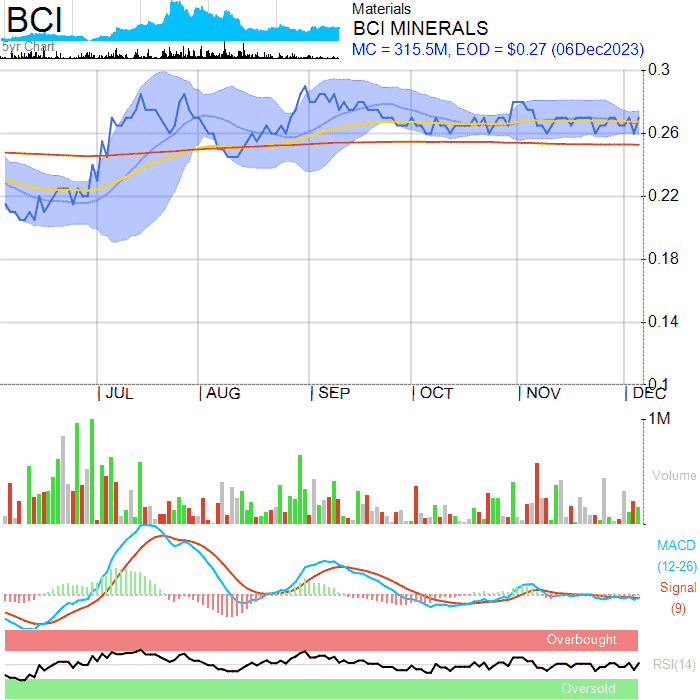 BCI
5yr Chart
Materials
BCI MINERALS
MC = 315.5M, EOD = $0.27 (06Dec2023)
0.3
0.26
0.22
0.18
0.14
0.1
JUL
AUG
SEP
OCT
NOV
DEC
1M
Volume
MACD
(12-26)
Signal
(9)
Overbought
RSI(14)
Oversold